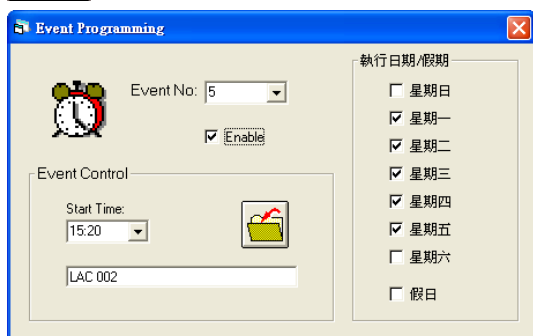 Event Programming
Event No: 5
Enable
Event Control
Start Time:
15:20
LAC 002
執行日期/假期
星期日
星期一
星期二
星期三
星期四
星期五
星期六
假日